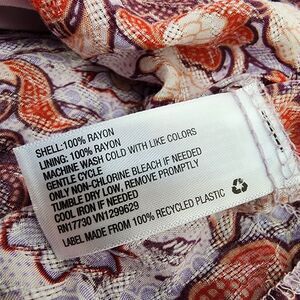 SHELL: 100% RAYON
LINING: 100% RAYON
MACHINE WASH COLD WITH LIKE COLORS
GENTLE CYCLE
ONLY NON-CHLORINE BLEACH IF NEEDED
TUMBLE DRY LOW, REMOVE PROMPTLY
COOL IRON IF NEEDED
RN17730 VN1299629
LABEL MADE FROM 100% RECYCLED PLASTIC